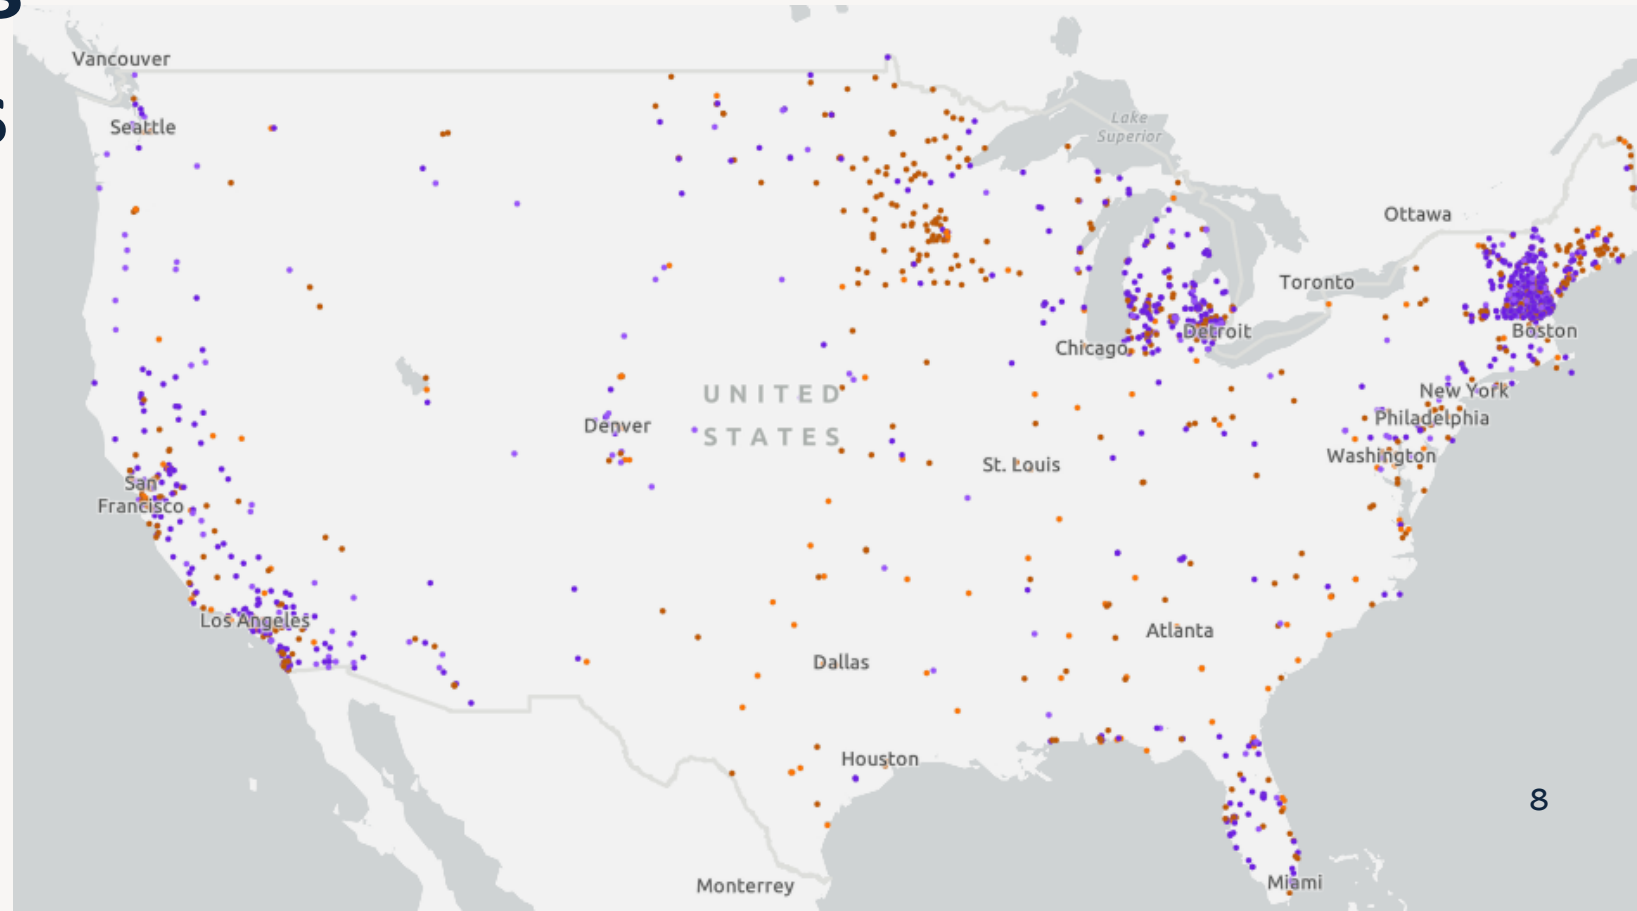 Vancouver
Seattle
Lake
Superior
Ottawa
Toronto
Boston
Detroit
Chicago
New York
UNITED
STATES
Philadelphia
Denver
Washington
St. Louis
San
Francisco
Los Angeles
Atlanta
Dallas
Houston
8
Miami
Monterrey